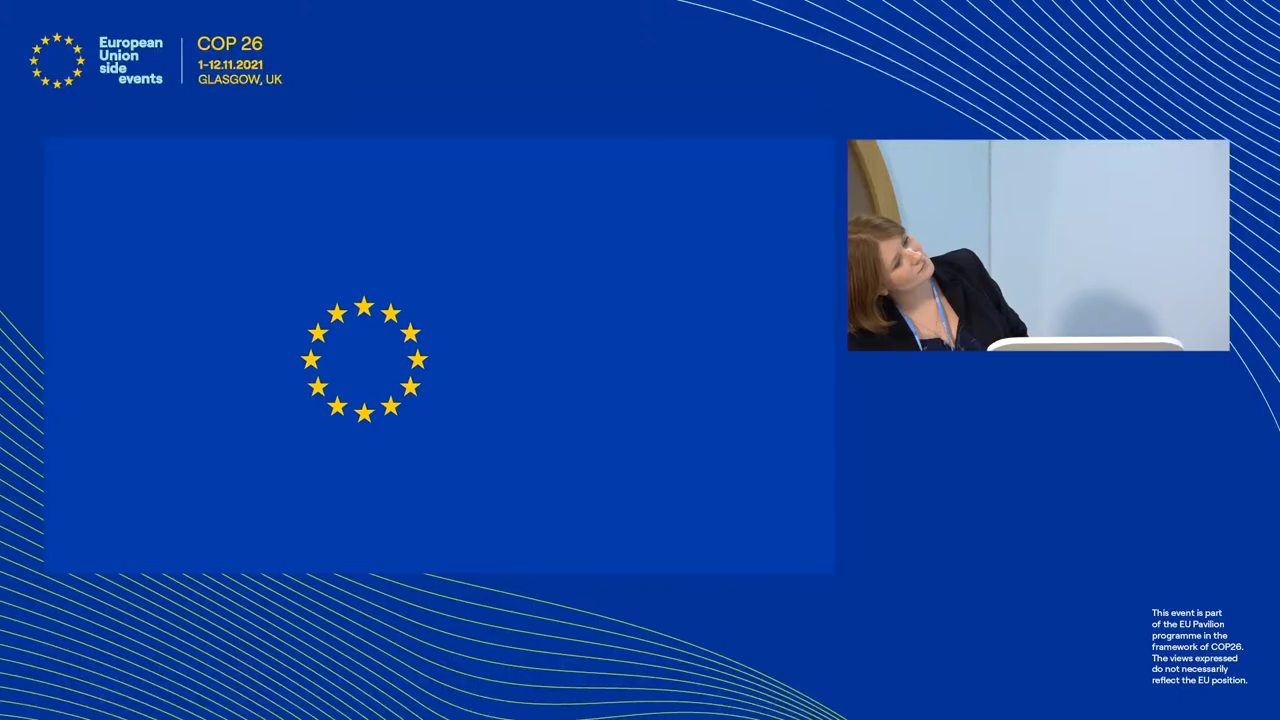 European
Union
side
events
COP 26
1-12.11.2021
GLASGOW, UK
This event is part
of the EU Pavilion
programme in the
framework of COP26.
The views expressed
do not necessarily
reflect the EU position.